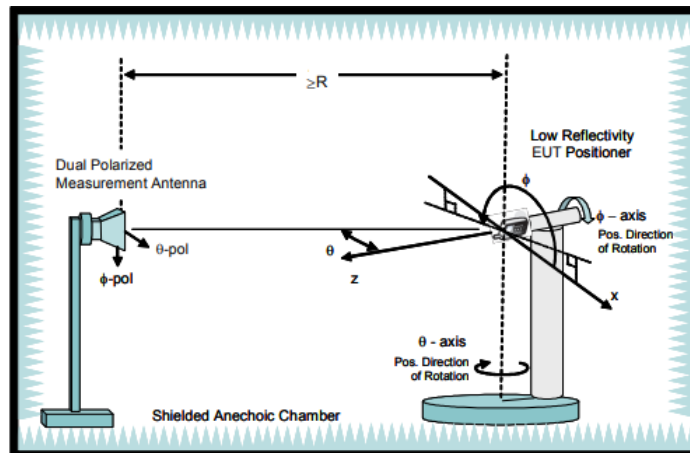 ≥R
Low Reflectivity
EUT Positioner
Dual Polarized
Measurement Antenna
ϕ
ϕ – axis
Pos. Direction
of Rotation
θ-pol
ϕ-pol
θ
z
x
θ - axis
Pos. Direction
of Rotation
Shielded Anechoic Chamber